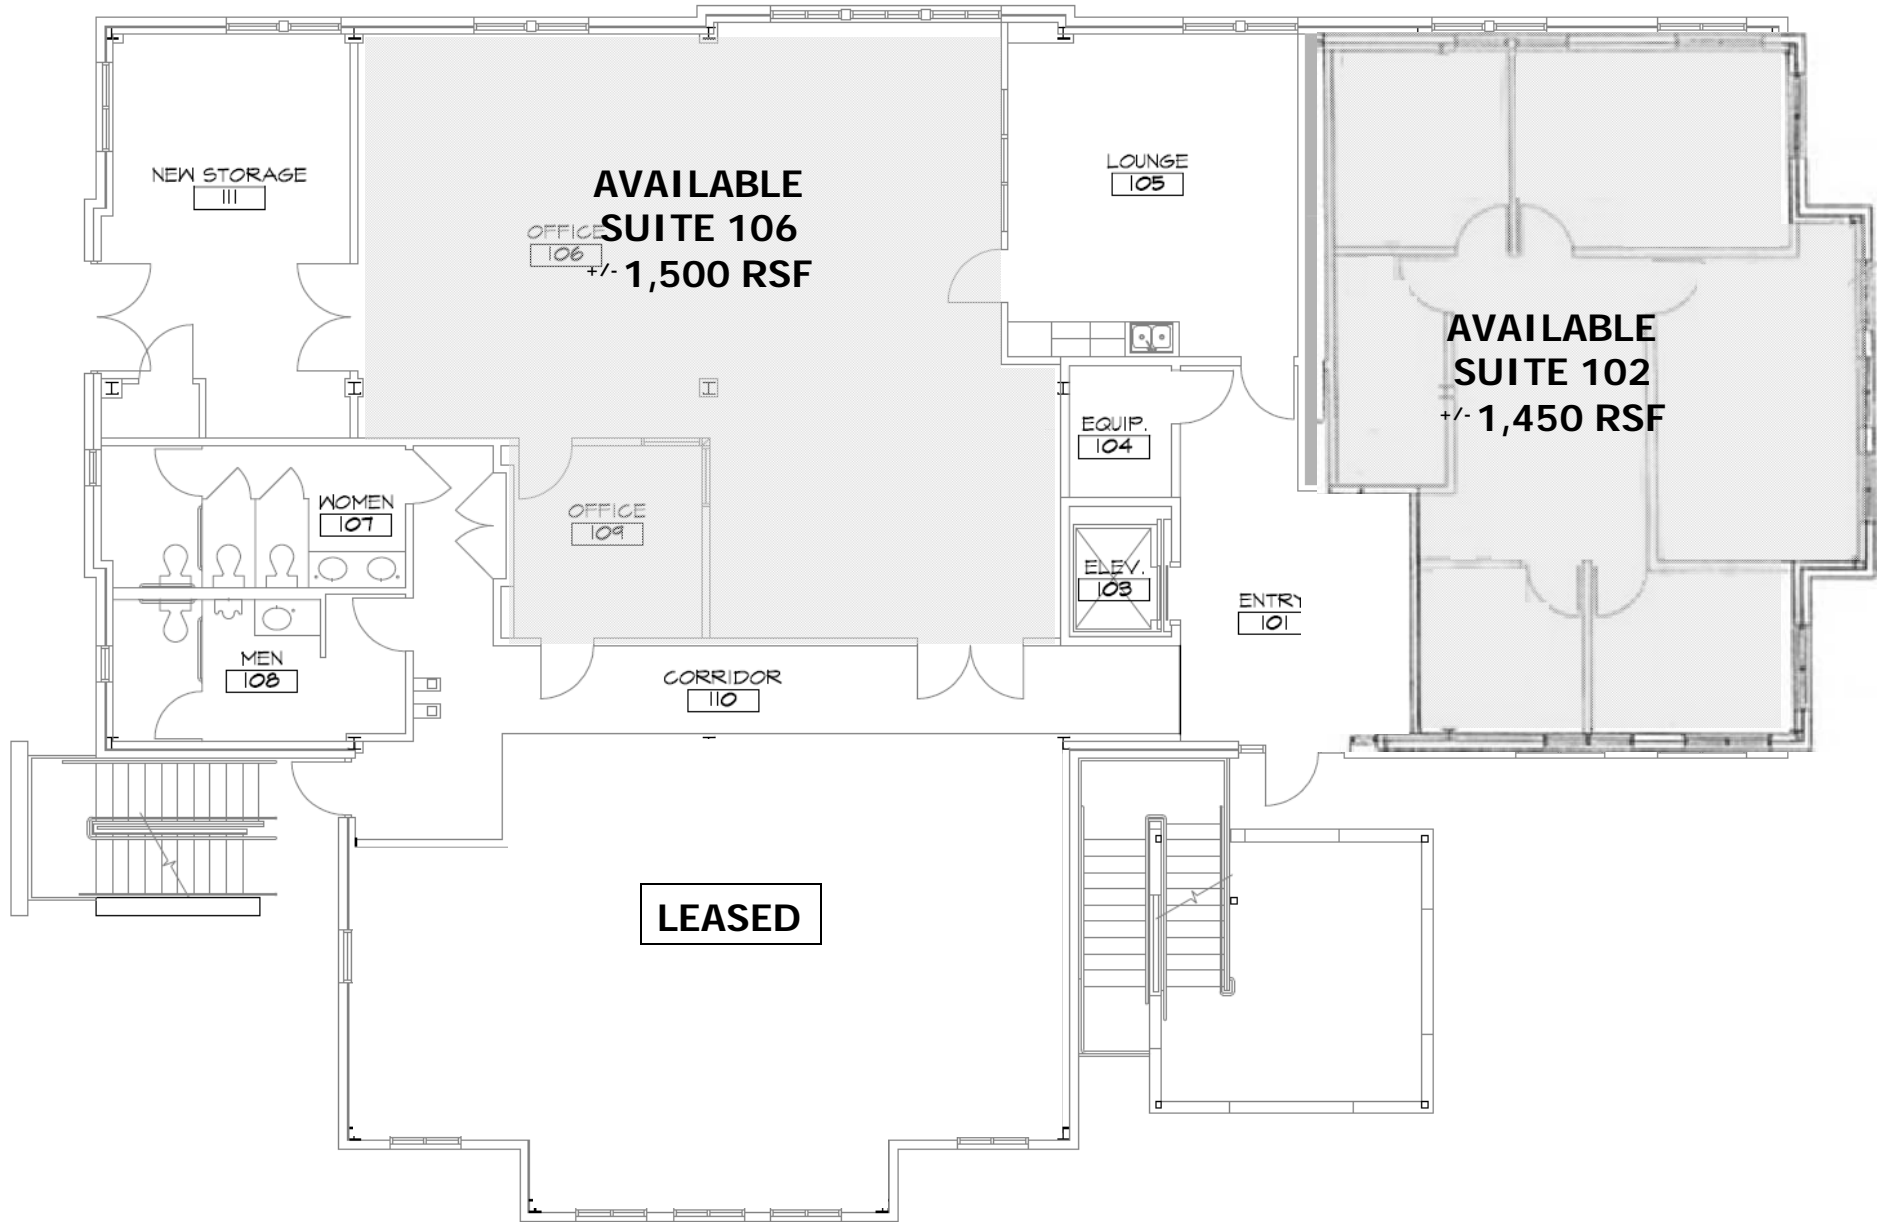 NEW STORAGE
111
AVAILABLE
SUITE 106
+/- 1,500 RSF
OFFICE
106
LOUNGE
105
AVAILABLE
SUITE 102
+/- 1,450 RSF
EQUIP.
104
WOMEN
107
OFFICE
109
ELEV.
103
ENTRY
101
MEN
108
CORRIDOR
110
LEASED